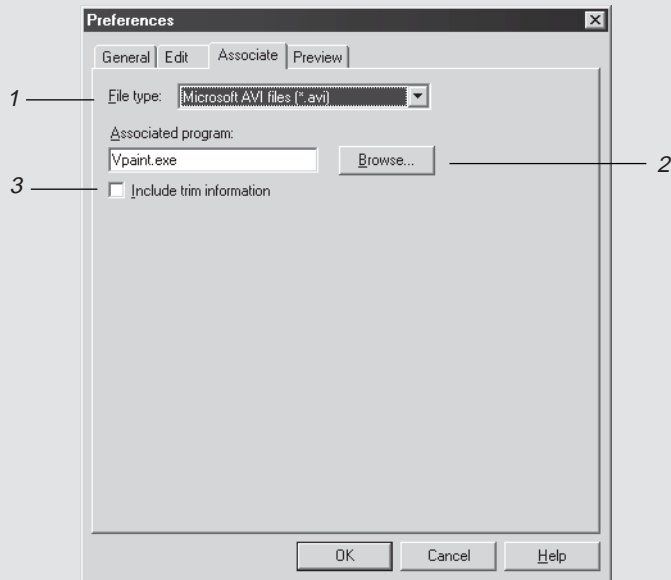 Preferences
General Edit Associate Preview
1
File type: Microsoft AVI files (*.avi)
Associated program:
Vpaint.exe Browse... 2
3
Include trim information
OK Cancel Help